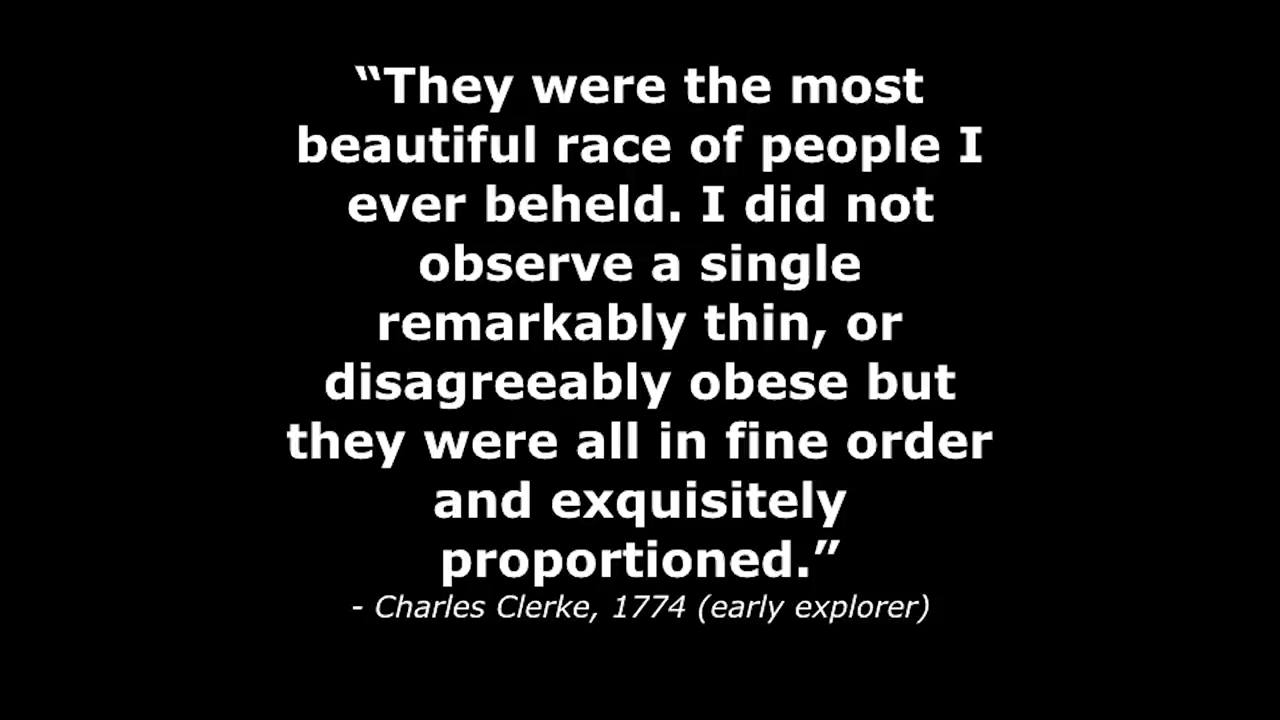 “They were the most
beautiful race of people I
ever beheld. I did not
observe a single
remarkably thin, or
disagreeably obese but
they were all in fine order
and exquisitely
proportioned.”
- Charles Clerke, 1774 (early explorer)